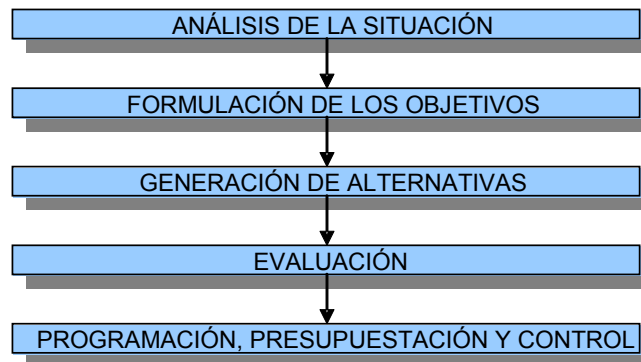 ANÁLISIS DE LA SITUACIÓN
FORMULACIÓN DE LOS OBJETIVOS
GENERACIÓN DE ALTERNATIVAS
EVALUACIÓN
PROGRAMACIÓN, PRESUPUESTACIÓN Y CONTROL